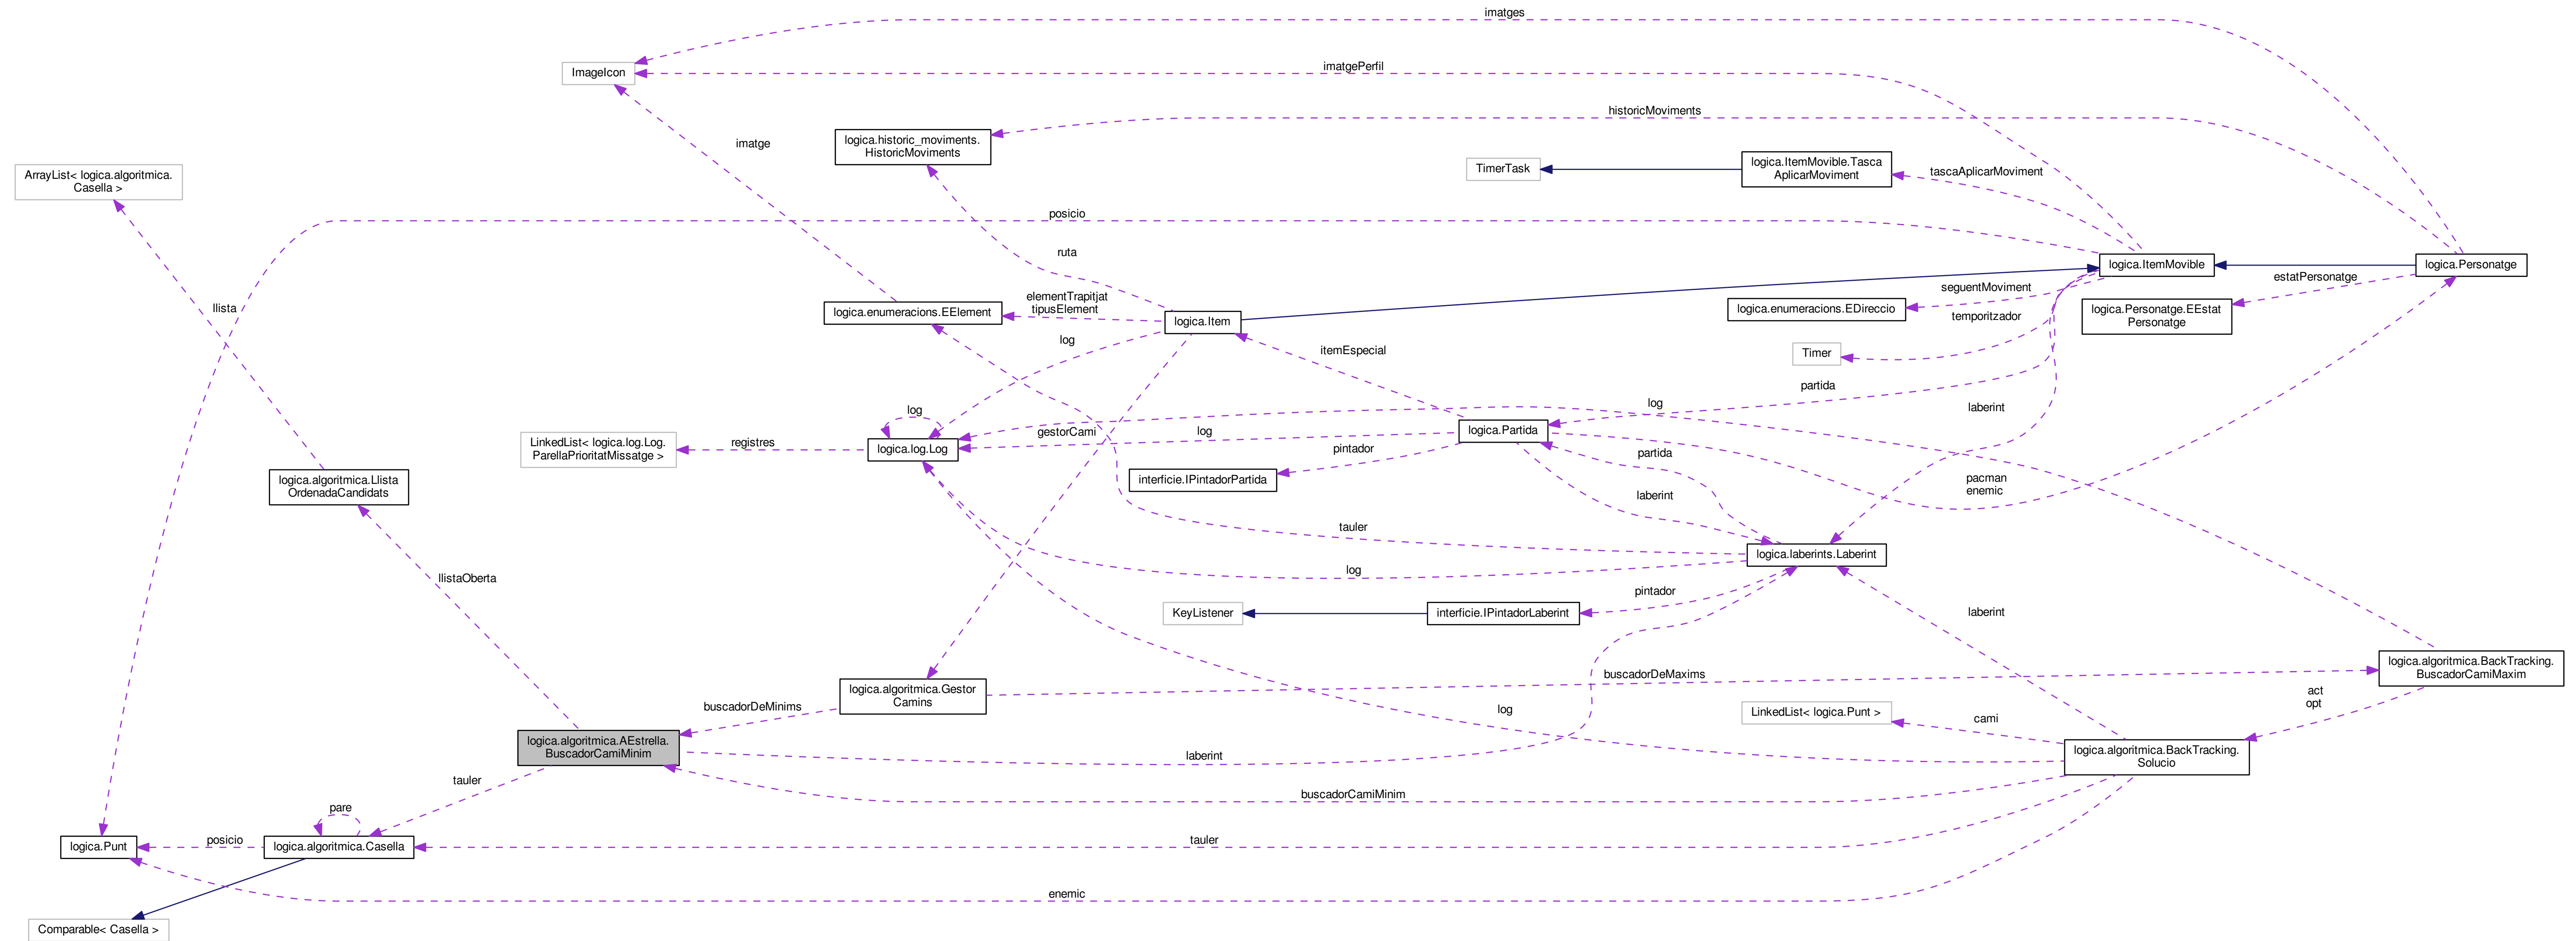 imatges
ImageIcon
imatgePerfil
historicMoviments
logica.historic_moviments.
HistoricMoviments
imatge
TimerTask
logica.ItemMovible.Tasca
AplicarMoviment
tascaAplicarMoviment
ArrayList< logica.algoritmica.
Casella >
posicio
ruta
logica.ItemMovible
logica.Personatge
estatPersonatge
seguentMoviment
elementTrapitjat
tipusElement
logica.enumeracions.EElement
logica.Item
logica.enumeracions.EDireccio
logica.Personatge.EEstat
Personatge
llista
temporitzador
log
itemEspecial
Timer
partida
log
laberint
log
LinkedList< logica.log.Log.
ParellaPrioritatMissatge >
registres
logica.log.Log
gestorCami
log
logica.Partida
pintador
partida
logica.algoritmica.Llista
OrdenadaCandidats
interficie.IPintadorPartida
laberint
pacman
enemic
tauler
logica.laberints.Laberint
llistaOberta
log
pintador
KeyListener
interficie.IPintadorLaberint
laberint
buscadorDeMaxims
logica.algoritmica.BackTracking.
BuscadorCamiMaxim
logica.algoritmica.Gestor
Camins
buscadorDeMinims
log
LinkedList< logica.Punt >
cami
act
opt
logica.algoritmica.AEstrella.
BuscadorCamiMinim
laberint
logica.algoritmica.BackTracking.
Solucio
tauler
buscadorCamiMinim
pare
logica.Punt
posicio
logica.algoritmica.Casella
tauler
enemic
Comparable< Casella >